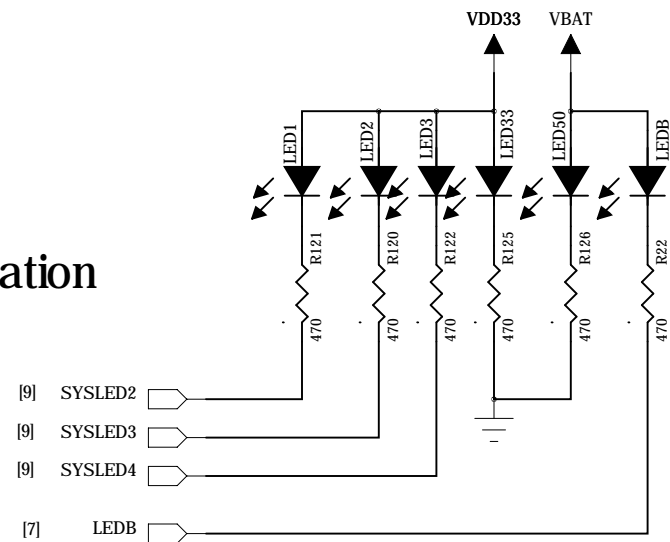 VDD33 VBAT
LED1 LED2 LED3 LED33 LED50 LEDB
R121 R120 R122 R125 R126 R22
470 470 470 470 470 470
ation
[9] SYSLED2
[9] SYSLED3
[9] SYSLED4
[7] LEDB